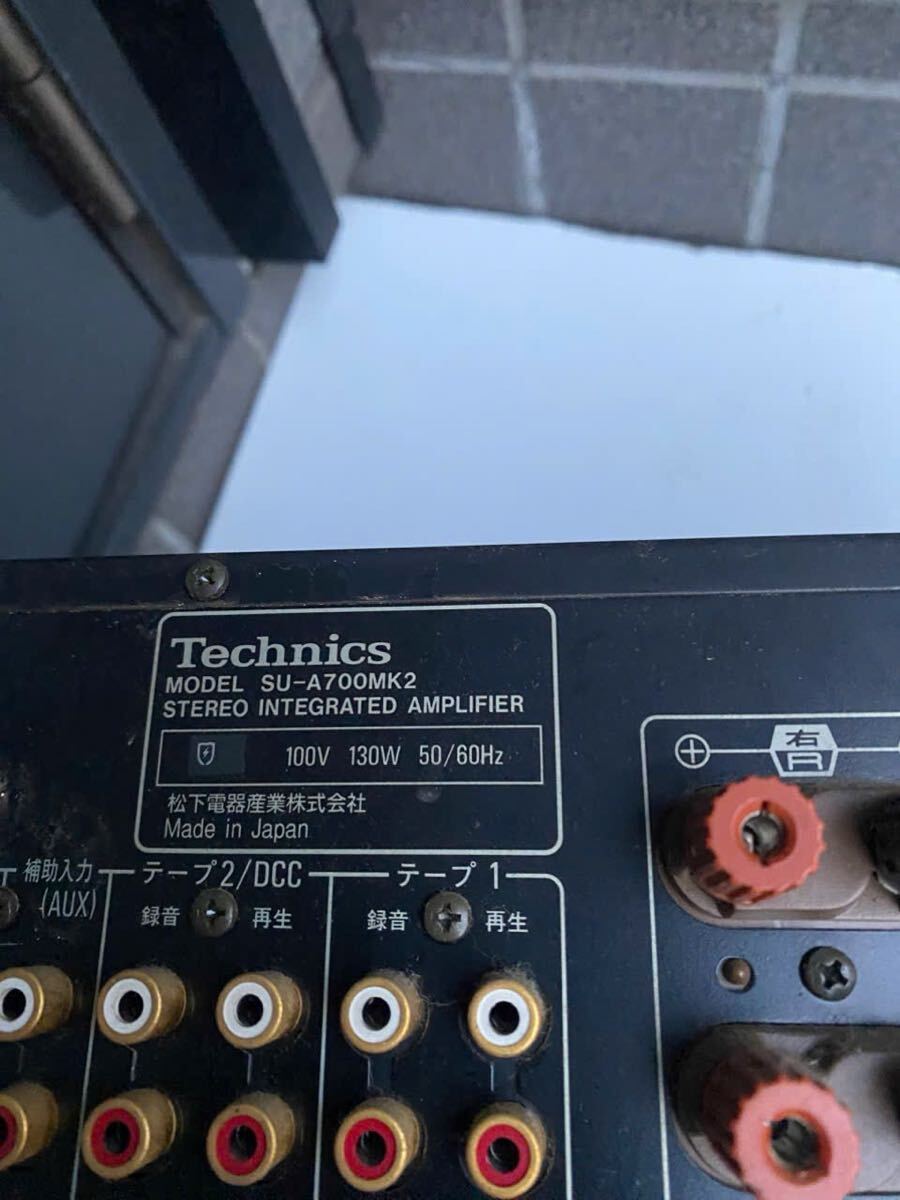 Technics
MODEL SU-A700MK2
STEREO INTEGRATED AMPLIFIER
100V 130W 50/60Hz
松下電器産業株式会社
Made in Japan
補助入力
(AUX)
テープ2/DCC
録音 再生
テープ1
録音 再生
⊕ 右
R